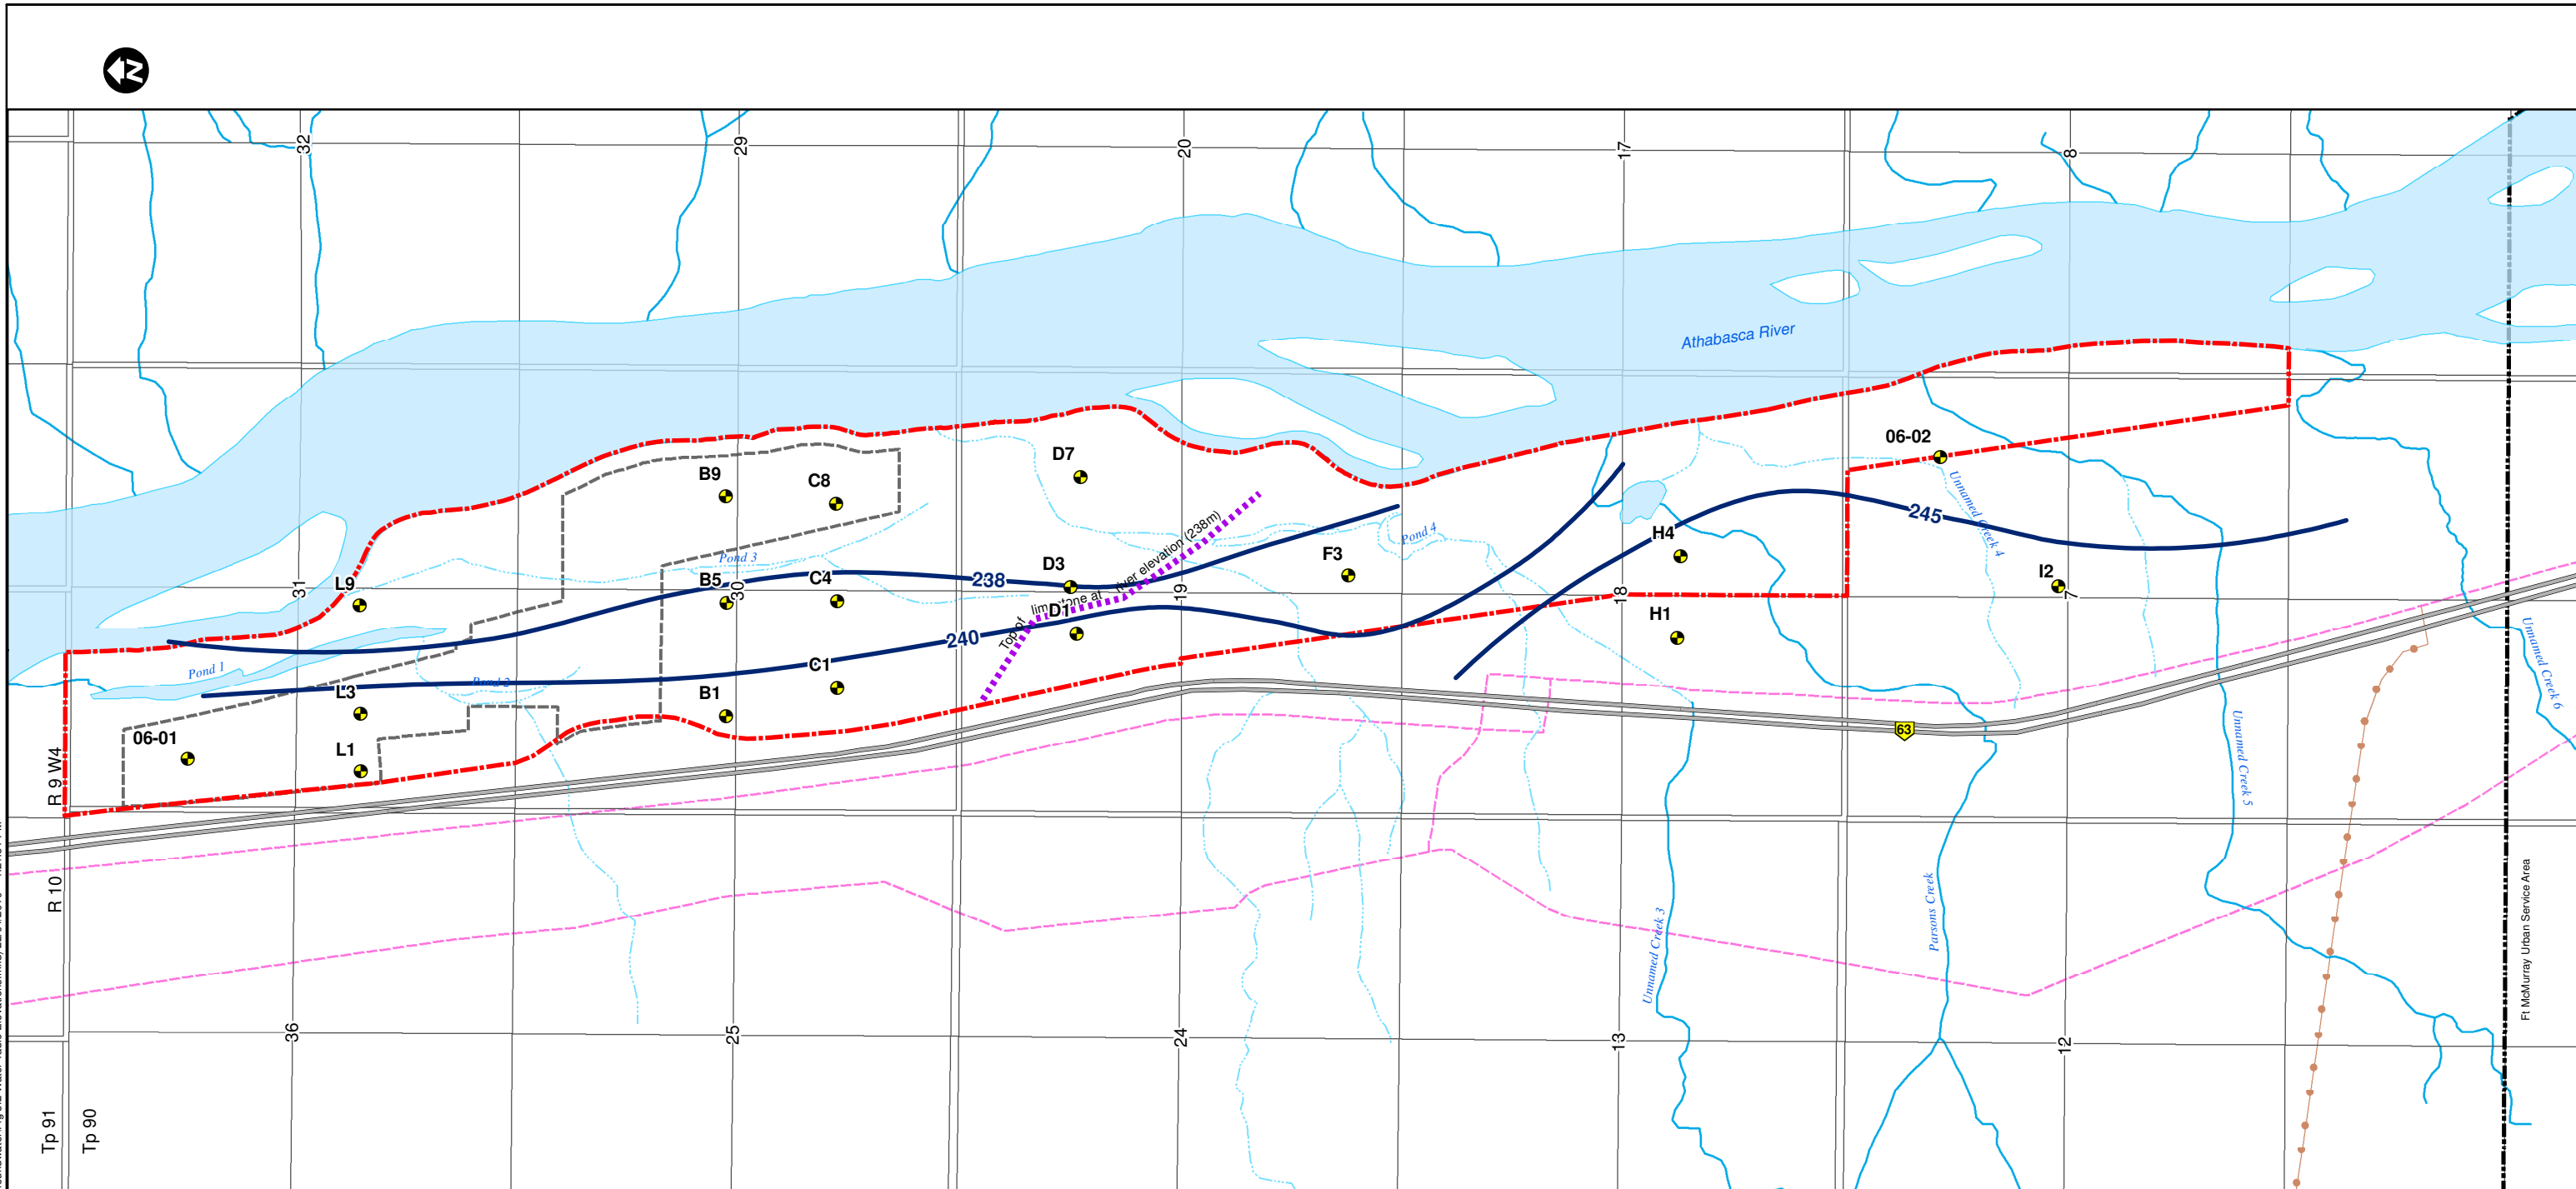 N
32
29
20
17
8
Athabasca River
06-02
D7
B9
C8
Unnamed Creek 4
245
Pond 4
H4
F3
river elevation (238m)
Pond 3
D3
238
B5
C4
30
31
L9
I2
7
18
19
limestone at
D1
H1
Top of
240
C1
Pond 1
Pond 2
L3
B1
Unnamed Creek 6
06-01
L1
63
Unnamed Creek 5
R 9 W4
R 10
Parsons Creek
Unnamed Creek 3
Ft McMurray Urban Service Area
36
25
24
13
12
Tp 91
Tp 90